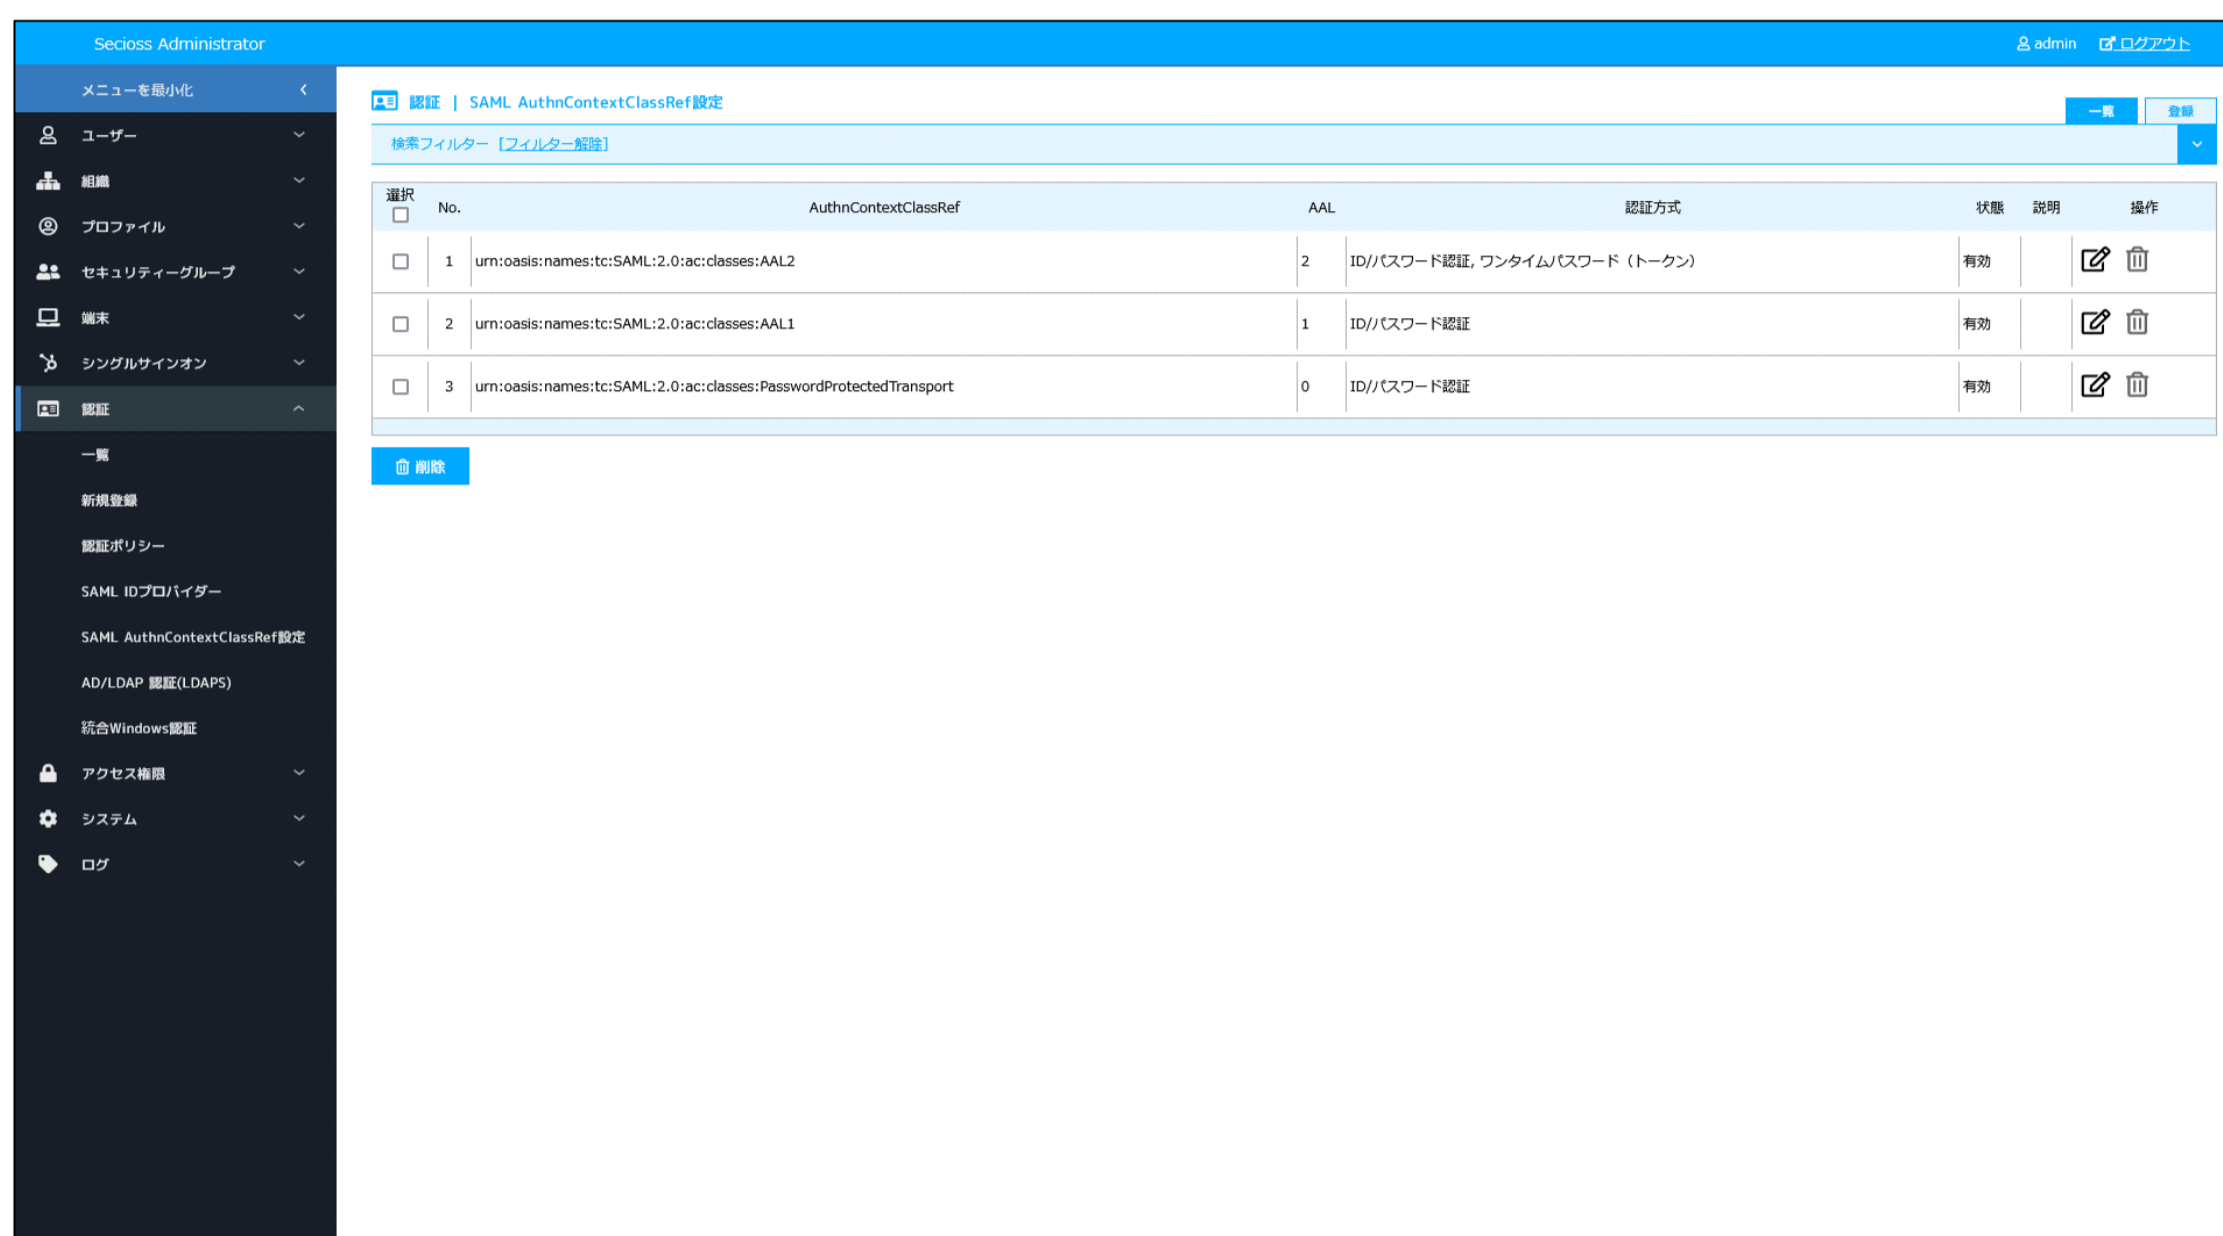 Secioss Administrator
admin ログアウト
メニューを最小化
ユーザー
組織
プロファイル
セキュリティーグループ
端末
シングルサインオン
認証
一覧
新規登録
認証ポリシー
SAML IDプロバイダー
SAML AuthnContextClassRef設定
AD/LDAP 認証(LDAPS)
統合Windows認証
アクセス権限
システム
ログ
認証 | SAML AuthnContextClassRef設定
一覧 登録
検索フィルター [フィルター解除]
選択 No. AuthnContextClassRef AAL 認証方式 状態 説明 操作
1 urn:oasis:names:tc:SAML:2.0:ac:classes:AAL2 2 ID/パスワード認証, ワンタイムパスワード（トークン） 有効
2 urn:oasis:names:tc:SAML:2.0:ac:classes:AAL1 1 ID/パスワード認証 有効
3 urn:oasis:names:tc:SAML:2.0:ac:classes:PasswordProtectedTransport 0 ID/パスワード認証 有効
削除